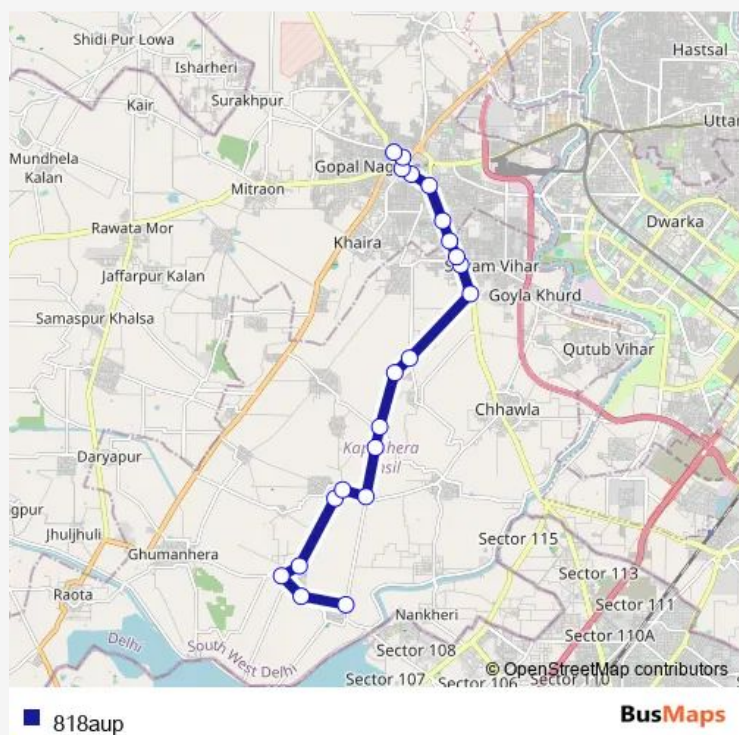 Shidi Pur Lowa
Hastsal
Isharheri
Kair
Surakhpur
Uttar
Mundhela
Kalan
Gopal Nag
Mitraon
Dwarka
Rawata Mor
Khaira
Jaffarpur Kalan
Vihar
Goyla Khurd
Samaspur Khalsa
Qutub Vihar
Chhawla
Daryapur
Sector 115
Jhuljhuli
Ghumanhera
Sector 113
Raota
Nankheri
Sector 111
Delhi
South West Delhi
Sector 108
Sector 110A
© OpenStreetMap contributors
Sector 107
Sector 106
Sector 110
818aup
BusMaps